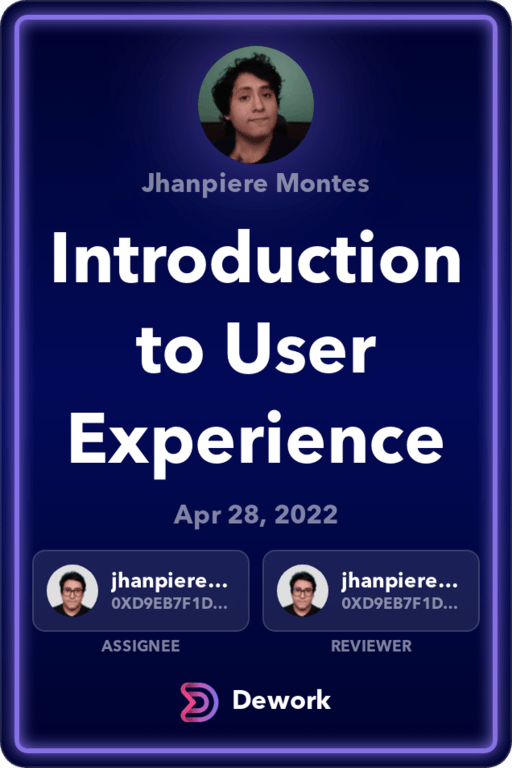 Jhanpiere Montes
Introduction
to User
Experience
Apr 28, 2022
jhanpiere...
0XD9EB7F1D...
jhanpiere...
0XD9EB7F1D...
ASSIGNEE
REVIEWER
Dework